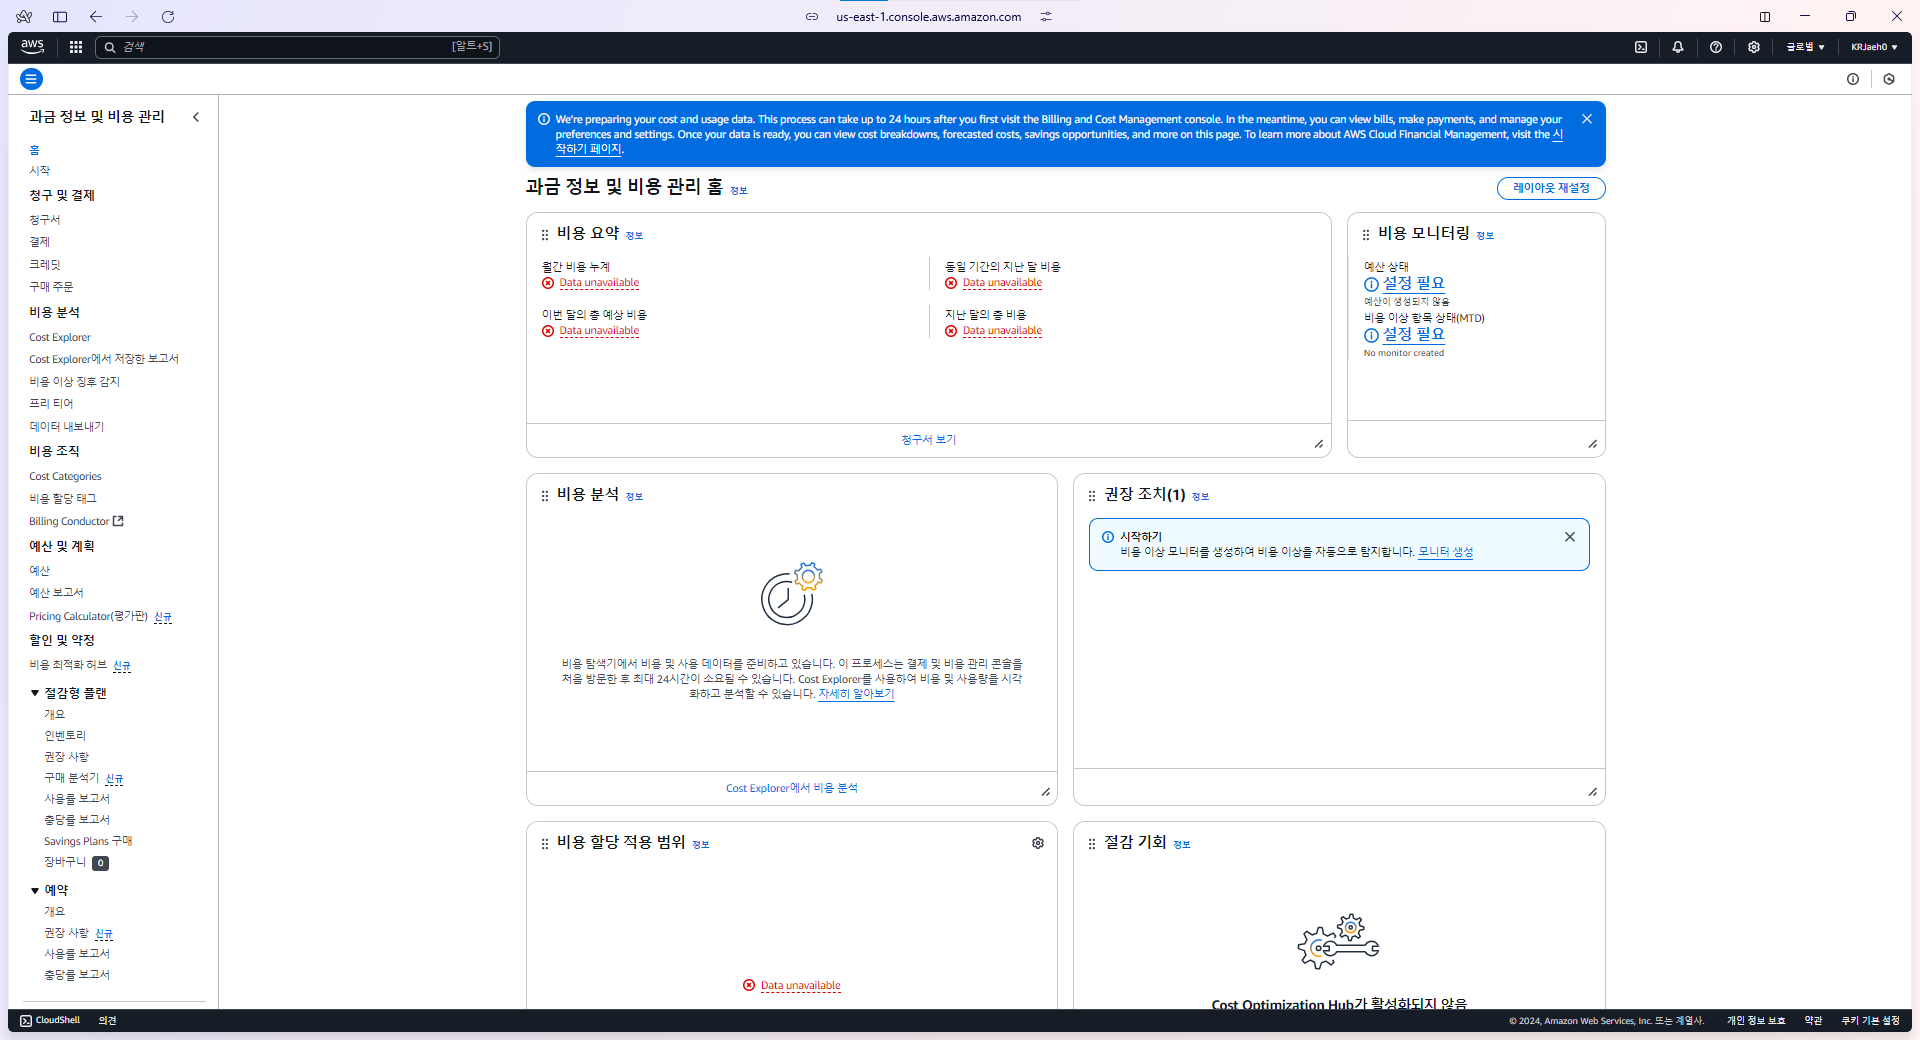 us-east-1.console.aws.amazon.com
aws
검색
[알트+S]
글로벌 ▼
KRJaeh0 ▼
과금 정보 및 비용 관리
홈
시작
청구 및 결제
청구서
결제
크레딧
구매 주문
비용 분석
Cost Explorer
Cost Explorer에서 저장한 보고서
비용 이상 징후 감지
프리 티어
데이터 내보내기
비용 조직
Cost Categories
비용 할당 태그
Billing Conductor
예산 및 계획
예산
예산 보고서
Pricing Calculator(평가판) 신규
할인 및 약정
비용 최적화 허브 신규
▼ 절감형 플랜
개요
인벤토리
권장 사항
구매 분석기 신규
사용률 보고서
충당률 보고서
Savings Plans 구매
장바구니 0
▼ 예약
개요
권장 사항 신규
사용률 보고서
충당률 보고서
We're preparing your cost and usage data. This process can take up to 24 hours after you first visit the Billing and Cost Management console. In the meantime, you can view bills, make payments, and manage your
preferences and settings. Once your data is ready, you can view cost breakdowns, forecasted costs, savings opportunities, and more on this page. To learn more about AWS Cloud Financial Management, visit the 시
작하기 페이지.
과금 정보 및 비용 관리 홈 정보
레이아웃 재설정
비용 요약 정보
월간 비용 누계
Data unavailable
동일 기간의 지난 달 비용
Data unavailable
이번 달의 총 예상 비용
Data unavailable
지난 달의 총 비용
Data unavailable
청구서 보기
비용 모니터링 정보
예산 상태
설정 필요
예산이 생성되지 않음
비용 이상 항목 상태(MTD)
설정 필요
No monitor created
비용 분석 정보
비용 탐색기에서 비용 및 사용 데이터를 준비하고 있습니다. 이 프로세스는 결제 및 비용 관리 콘솔을
처음 방문한 후 최대 24시간이 소요될 수 있습니다. Cost Explorer를 사용하여 비용 및 사용량을 시각
화하고 분석할 수 있습니다. 자세히 알아보기
Cost Explorer에서 비용 분석
권장 조치(1) 정보
시작하기
비용 이상 모니터를 생성하여 비용 이상을 자동으로 탐지합니다. 모니터 생성
비용 할당 적용 범위 정보
Data unavailable
절감 기회 정보
Cost Optimization Hub가 활성화되지 않음
CloudShell
의견
© 2024, Amazon Web Services, Inc. 또는 계열사.
개인 정보 보호
약관
쿠키 기본 설정